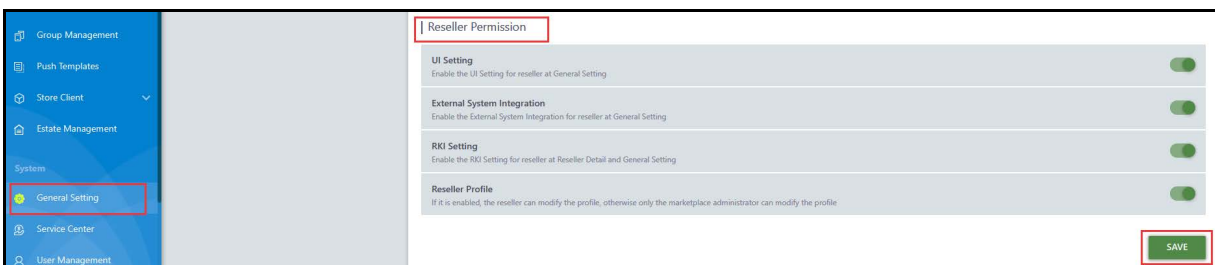 Group Management
Push Templates
Store Client
Estate Management
System
General Setting
Service Center
User Management
Reseller Permission
UI Setting
Enable the UI Setting for reseller at General Setting
External System Integration
Enable the External System Integration for reseller at General Setting
RKI Setting
Enable the RKI Setting for reseller at Reseller Detail and General Setting
Reseller Profile
If it is enabled, the reseller can modify the profile, otherwise only the marketplace administrator can modify the profile
SAVE